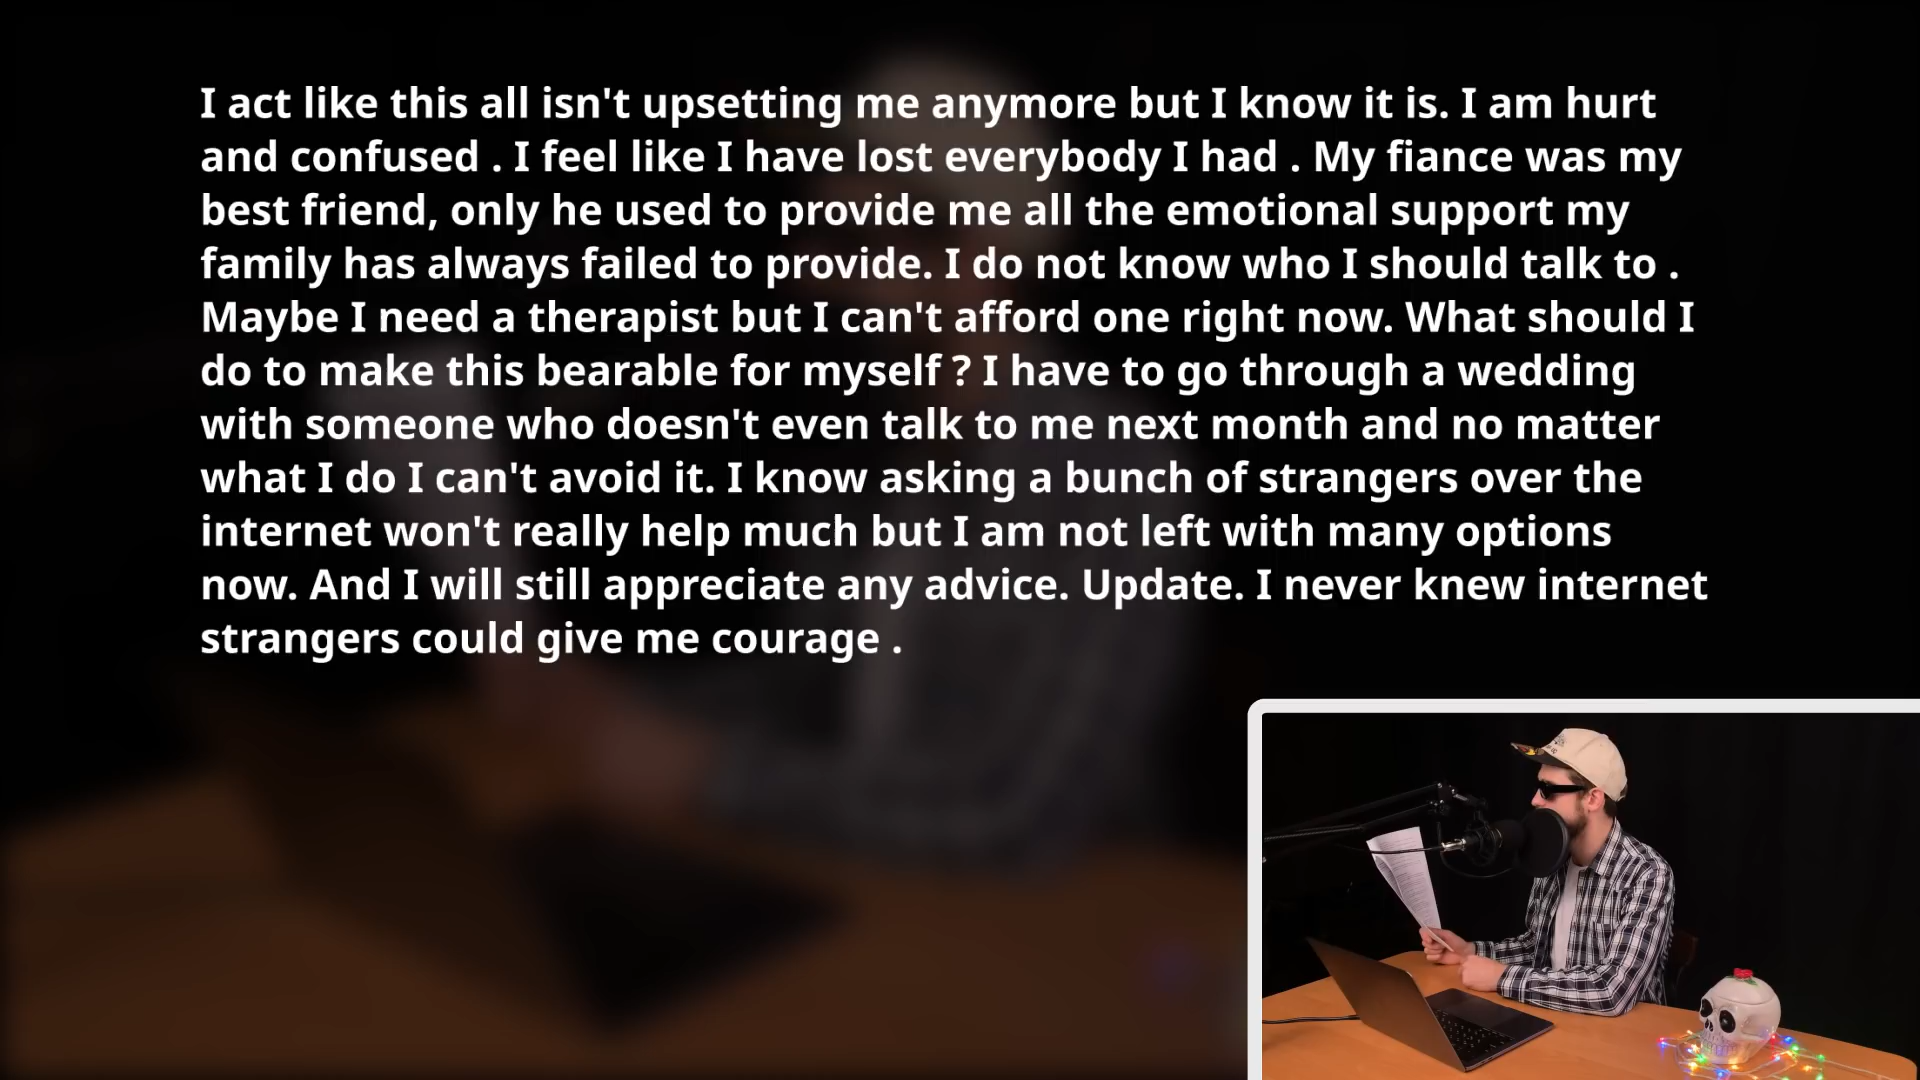 I act like this all isn't upsetting me anymore but I know it is. I am hurt
and confused . I feel like I have lost everybody I had . My fiance was my
best friend, only he used to provide me all the emotional support my
family has always failed to provide. I do not know who I should talk to .
Maybe I need a therapist but I can't afford one right now. What should I
do to make this bearable for myself ? I have to go through a wedding
with someone who doesn't even talk to me next month and no matter
what I do I can't avoid it. I know asking a bunch of strangers over the
internet won't really help much but I am not left with many options
now. And I will still appreciate any advice. Update. I never knew internet
strangers could give me courage .